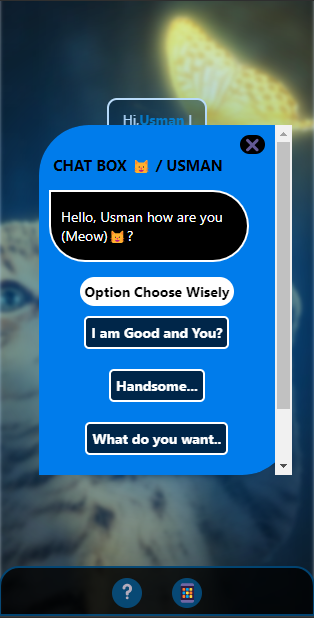 Hi,Usman !
CHAT BOX 🐱 / USMAN
Hello, Usman how are you
(Meow)🐱?
Option Choose Wisely
I am Good and You?
Handsome...
What do you want..
?